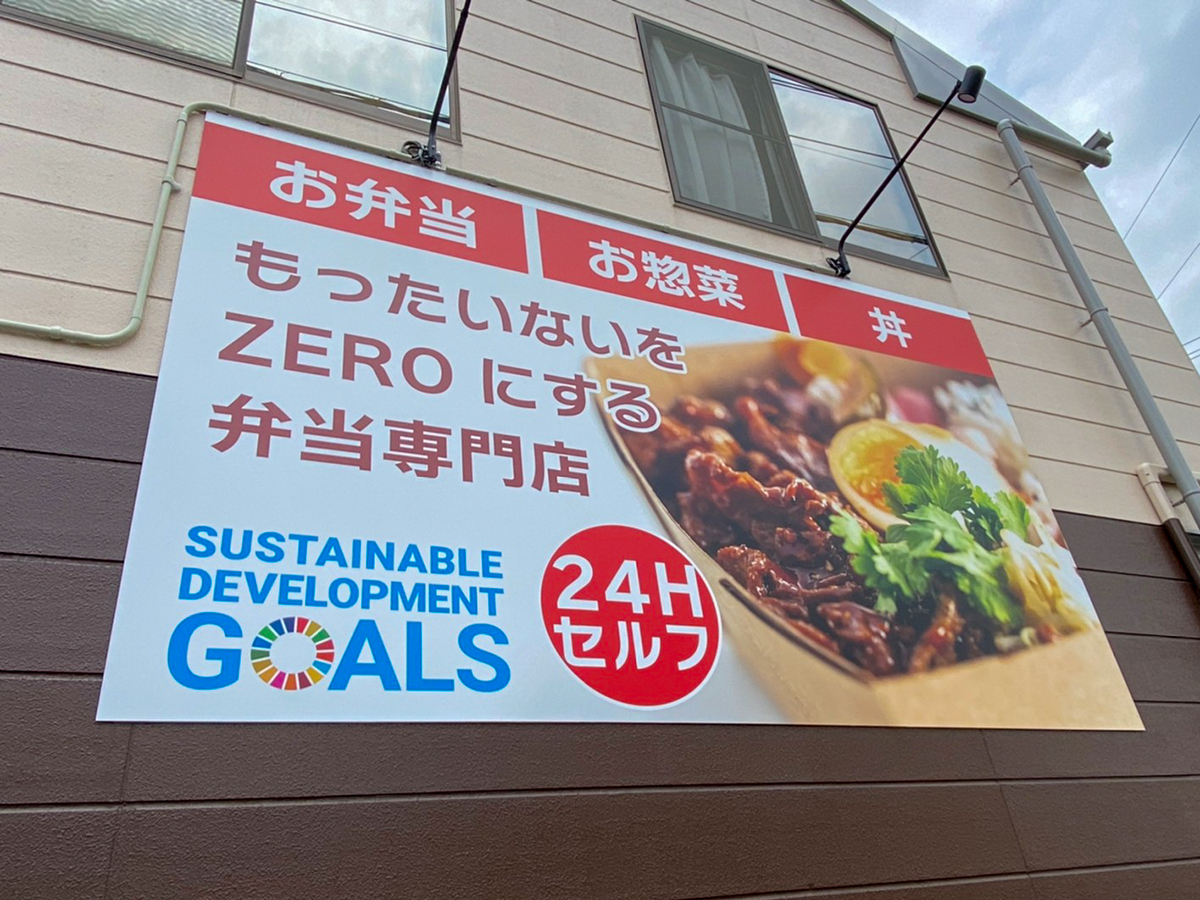 お弁当 お惣菜 丼
もったいないを
ZERO にする
弁当専門店
SUSTAINABLE
DEVELOPMENT
GOALS
24H
セルフ